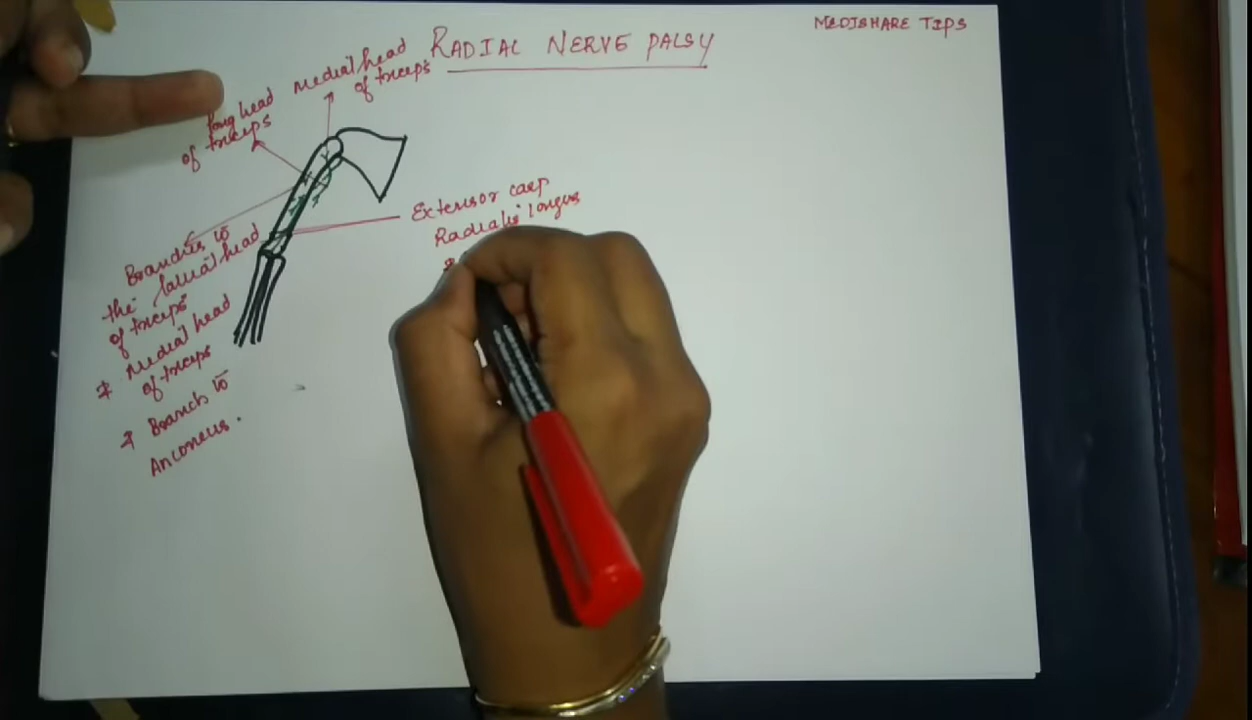 RADIAL NERVE PALSY
MEDISHARE TIPS
medial head
of triceps
long head
of triceps
Extensor carp
Radialis longus
Branches to
the lateral head
of triceps
* Medial head
of triceps
* Branch to
Anconeus.